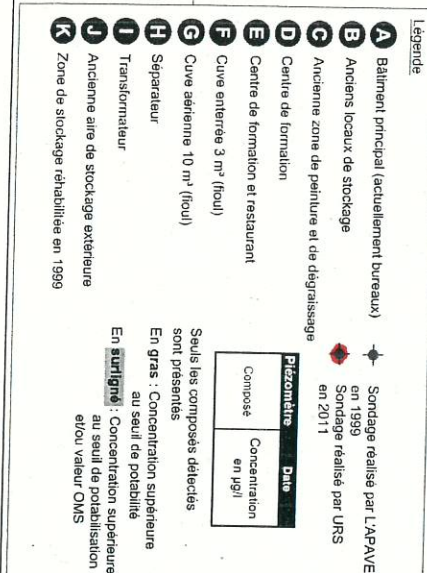 Légende
A Bâtiment principal (actuellement bureaux)
B Anciens locaux de stockage
C Ancienne zone de peinture et de dégraissage
D Centre de formation
E Centre de formation et restaurant
F Cuve enterrée 3 m³ (fioul)
G Cuve aérienne 10 m³ (fioul)
H Séparateur
I Transformateur
J Ancienne aire de stockage extérieure
K Zone de stockage réhabilitée en 1999
Sondage réalisé par L'APAVE
en 1999
Sondage réalisé par URS
en 2011
Piézomètre Date
Composé Concentration
en µg/l
Seuls les composés détectés
sont présentés
En gras : Concentration supérieure
au seuil de potabilité
En surligné : Concentration supérieure
au seuil de potabilisation
et/ou valeur OMS